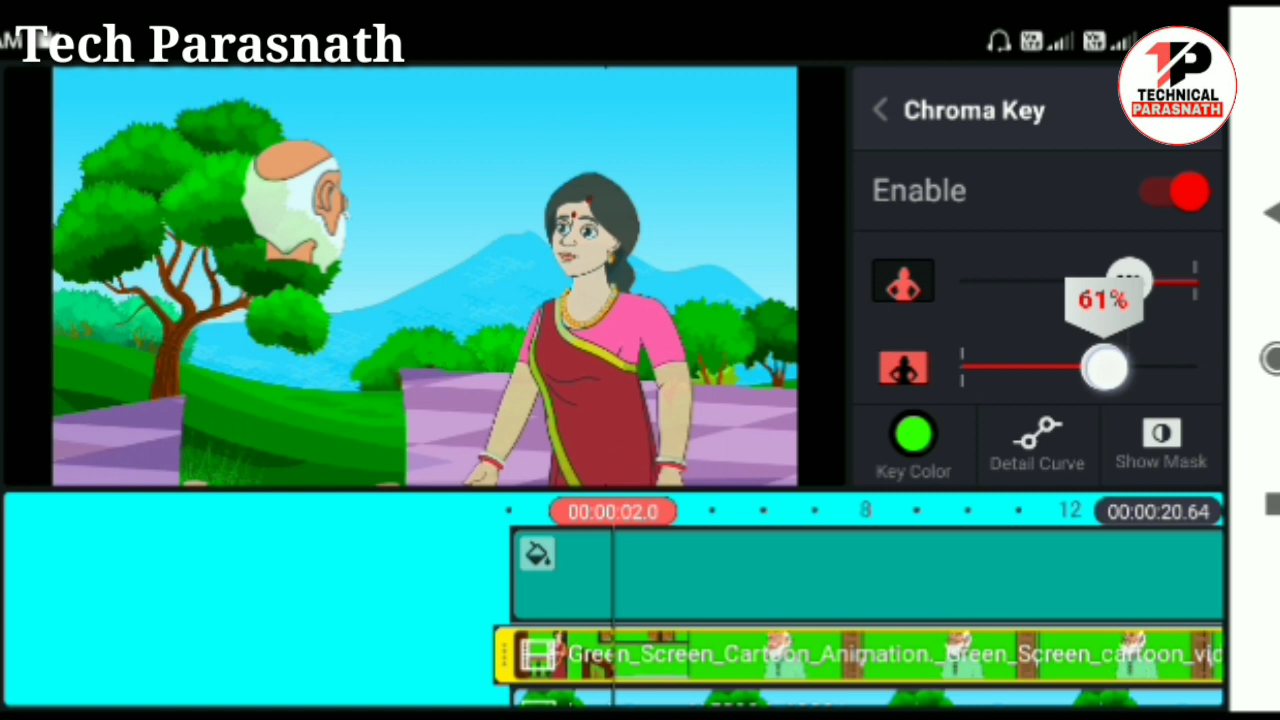 Tech Parasnath
TP
TECHNICAL
PARASNATH
Chroma Key
Enable
61%
Key Color
Detail Curve
Show Mask
00:00:02.0
8
12
00:00:20.64
Green_Screen_Cartoon_Animation._Green_Screen_cartoon_vid